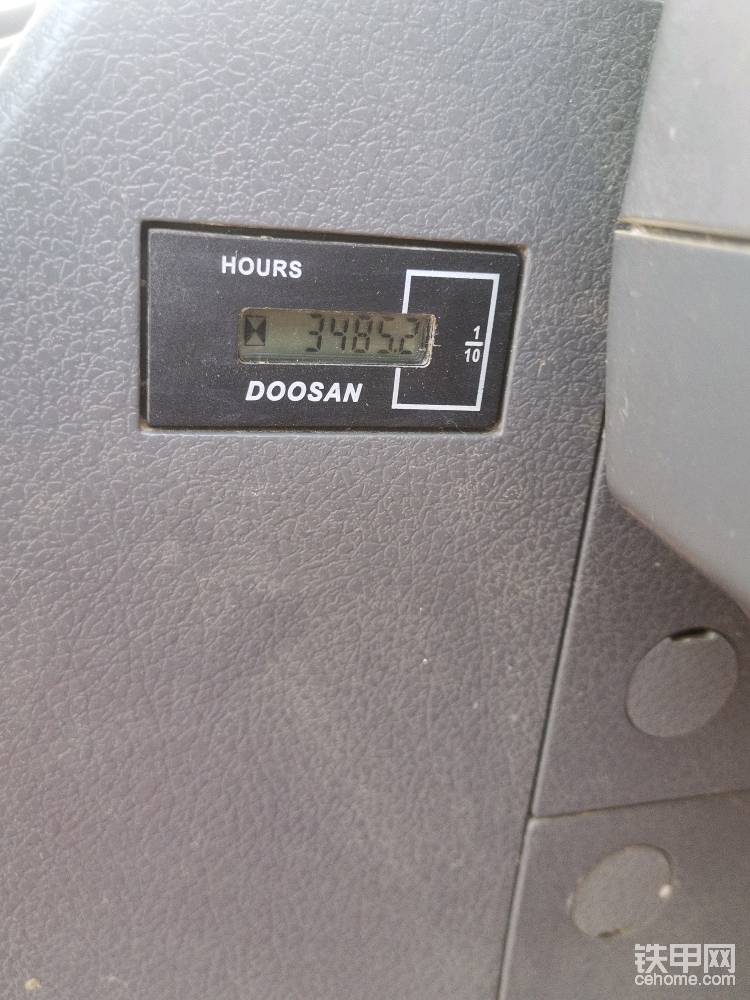 HOURS
3485.2
1
10
DOOSAN
铁甲网
cehome.com